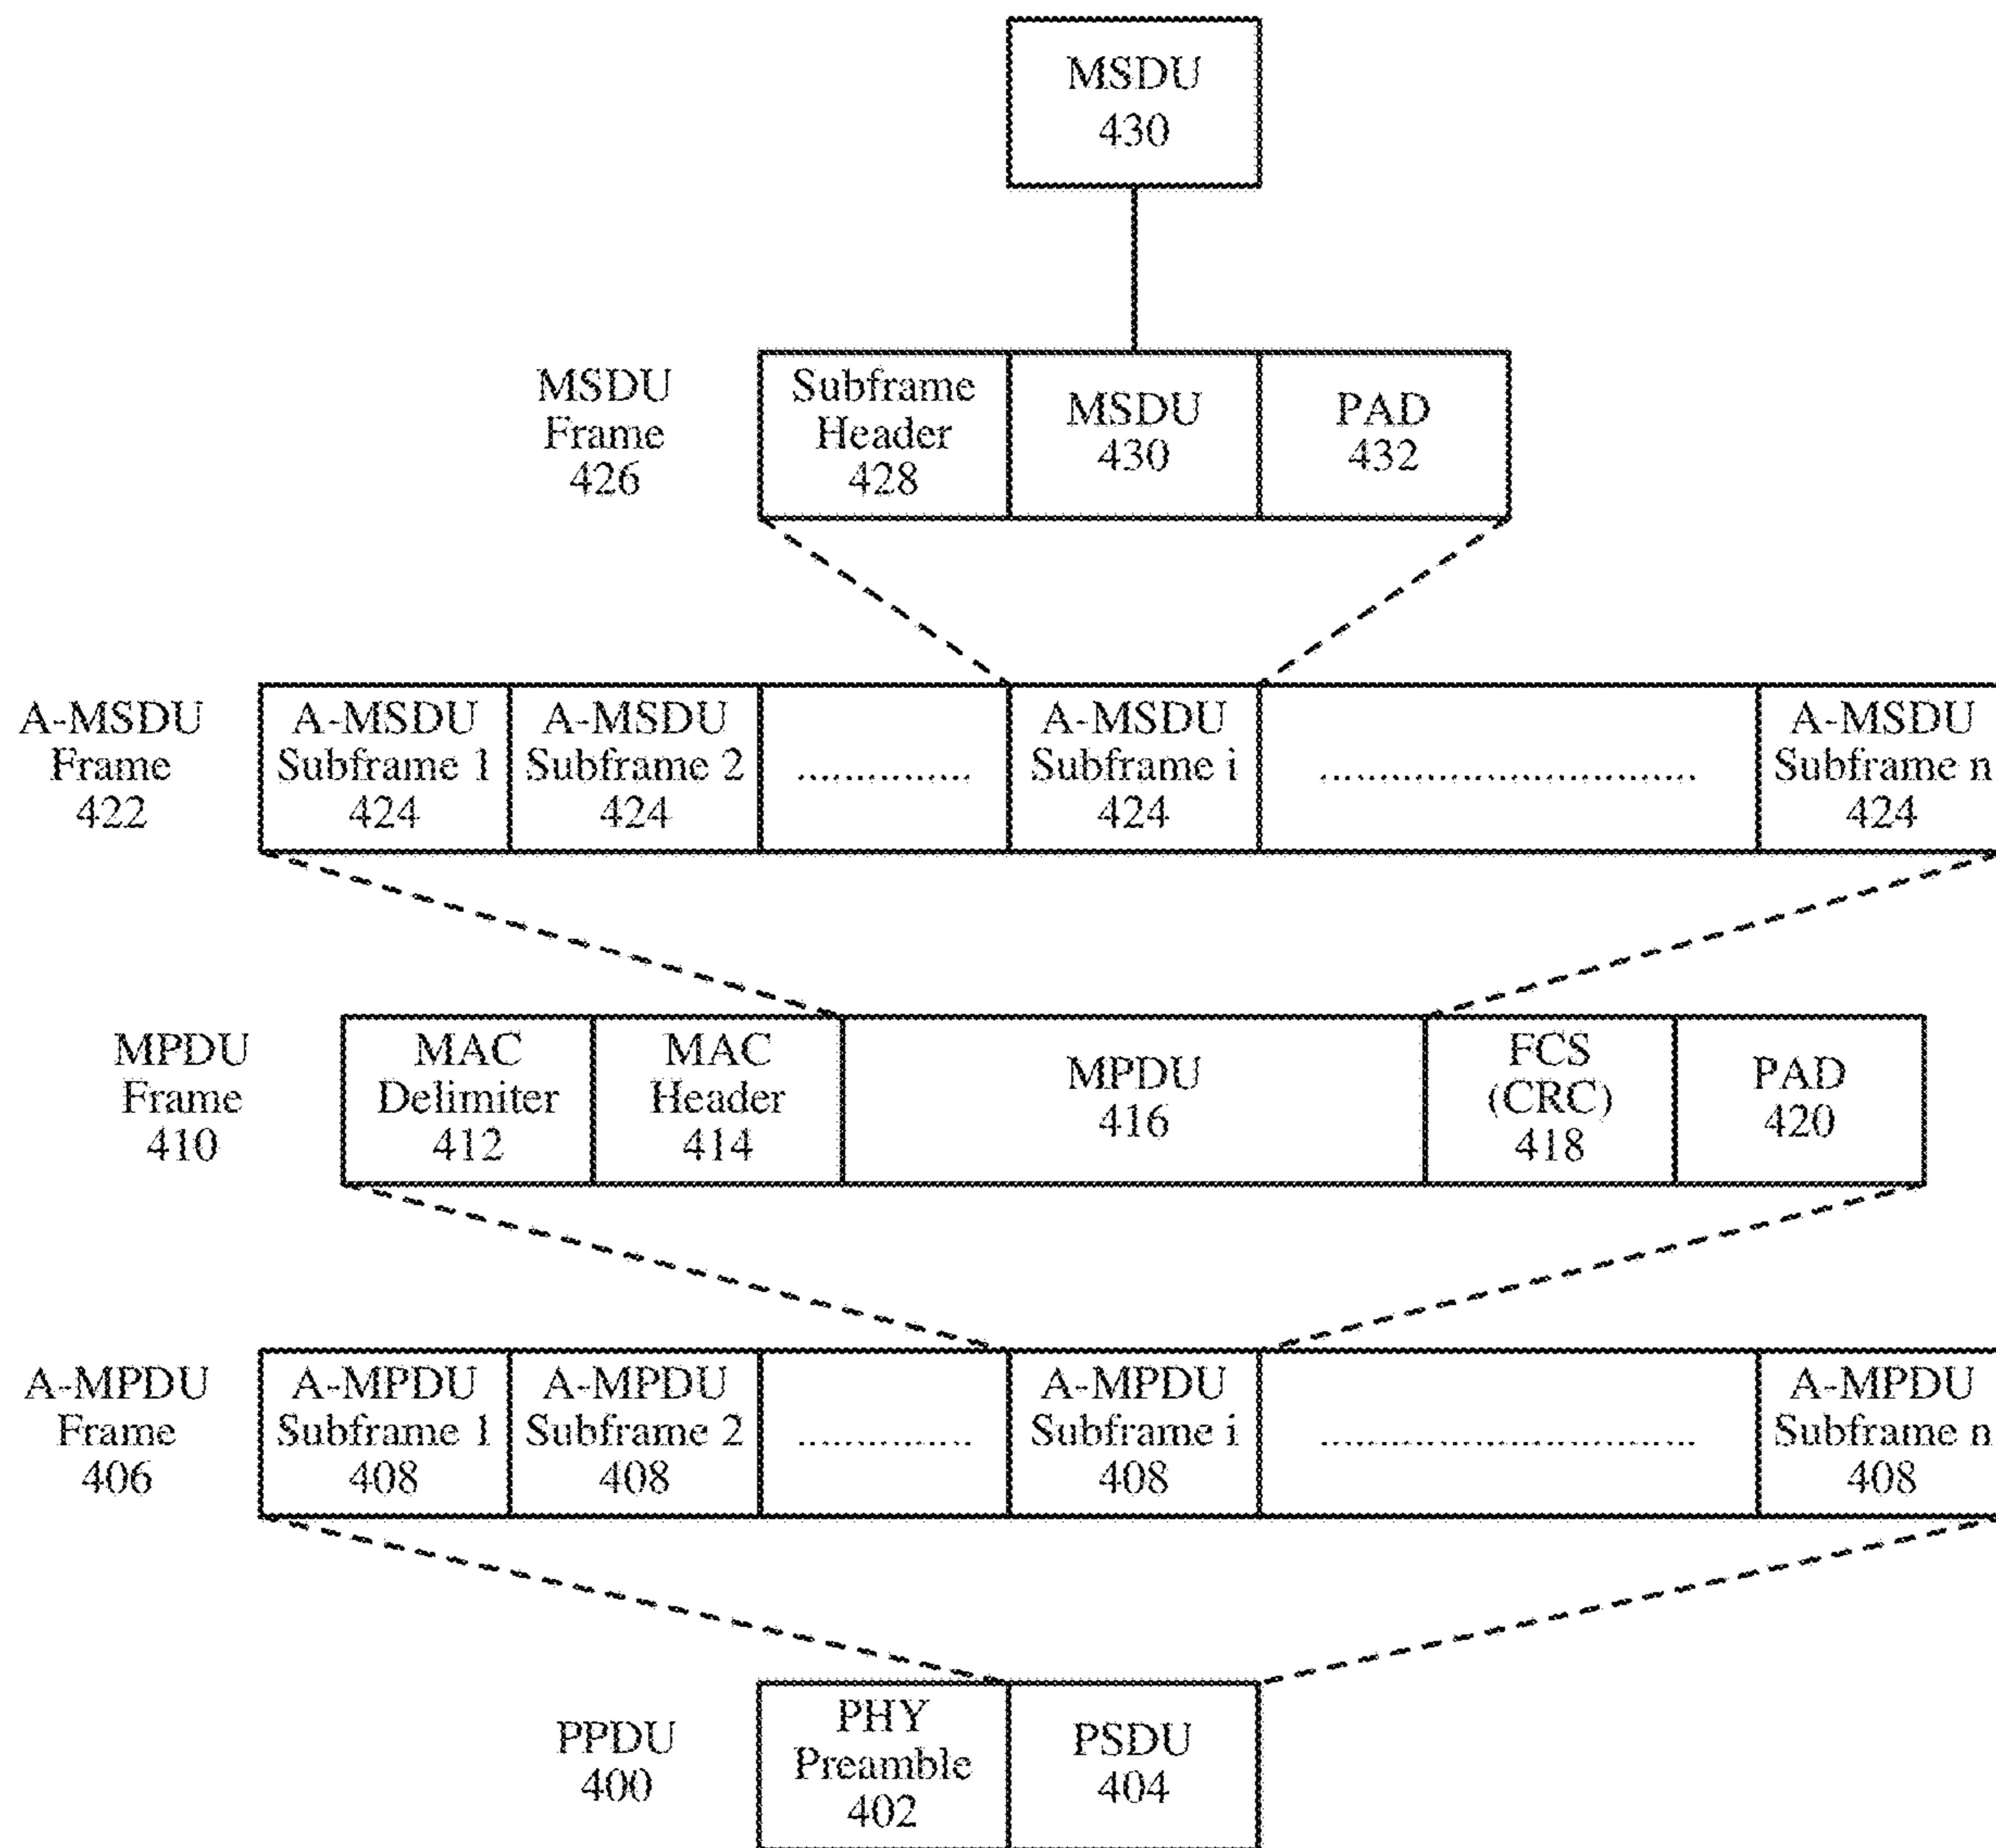 MSDU
430
MSDU
Frame
426
Subframe
Header
428
MSDU
430
PAD
432
A-MSDU
Frame
422
A-MSDU
Subframe 1
424
A-MSDU
Subframe 2
424
...............
A-MSDU
Subframe i
424
................................
A-MSDU
Subframe n
424
MPDU
Frame
410
MAC
Delimiter
412
MAC
Header
414
MPDU
416
FCS
(CRC)
418
PAD
420
A-MPDU
Frame
406
A-MPDU
Subframe 1
408
A-MPDU
Subframe 2
408
...............
A-MPDU
Subframe i
408
................................
A-MPDU
Subframe n
408
PPDU
400
PHY
Preamble
402
PSDU
404